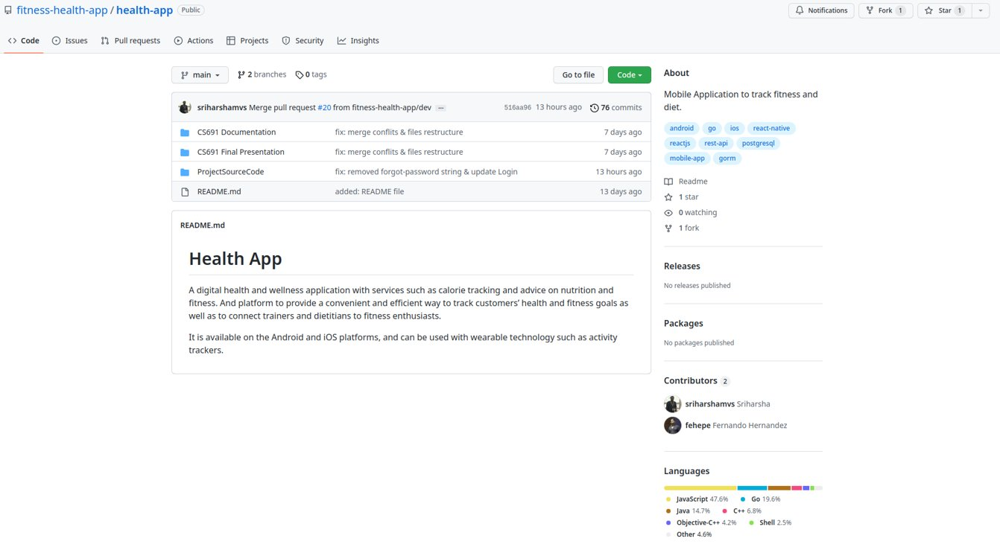 fitness-health-app / health-app Public
Notifications Fork 1 Star 1
Code Issues Pull requests Actions Projects Security Insights
main 2 branches 0 tags Go to file Code
sriharshamvs Merge pull request #20 from fitness-health-app/dev ... 516aa96 13 hours ago 76 commits
CS691 Documentation fix: merge conflits & files restructure 7 days ago
CS691 Final Presentation fix: merge conflits & files restructure 7 days ago
ProjectSourceCode fix: removed forgot-password string & update Login 13 hours ago
README.md added: README file 13 days ago
README.md
Health App
A digital health and wellness application with services such as calorie tracking and advice on nutrition and
fitness. And platform to provide a convenient and efficient way to track customers’ health and fitness goals as
well as to connect trainers and dietitians to fitness enthusiasts.
It is available on the Android and iOS platforms, and can be used with wearable technology such as activity
trackers.
About
Mobile Application to track fitness and
diet.
android go ios react-native
reactjs rest-api postgresql
mobile-app gorm
Readme
1 star
0 watching
1 fork
Releases
No releases published
Packages
No packages published
Contributors 2
sriharshamvs Sriharsha
fehepe Fernando Hernandez
Languages
JavaScript 47.6% Go 19.6%
Java 14.7% C++ 6.8%
Objective-C++ 4.2% Shell 2.5%
Other 4.6%